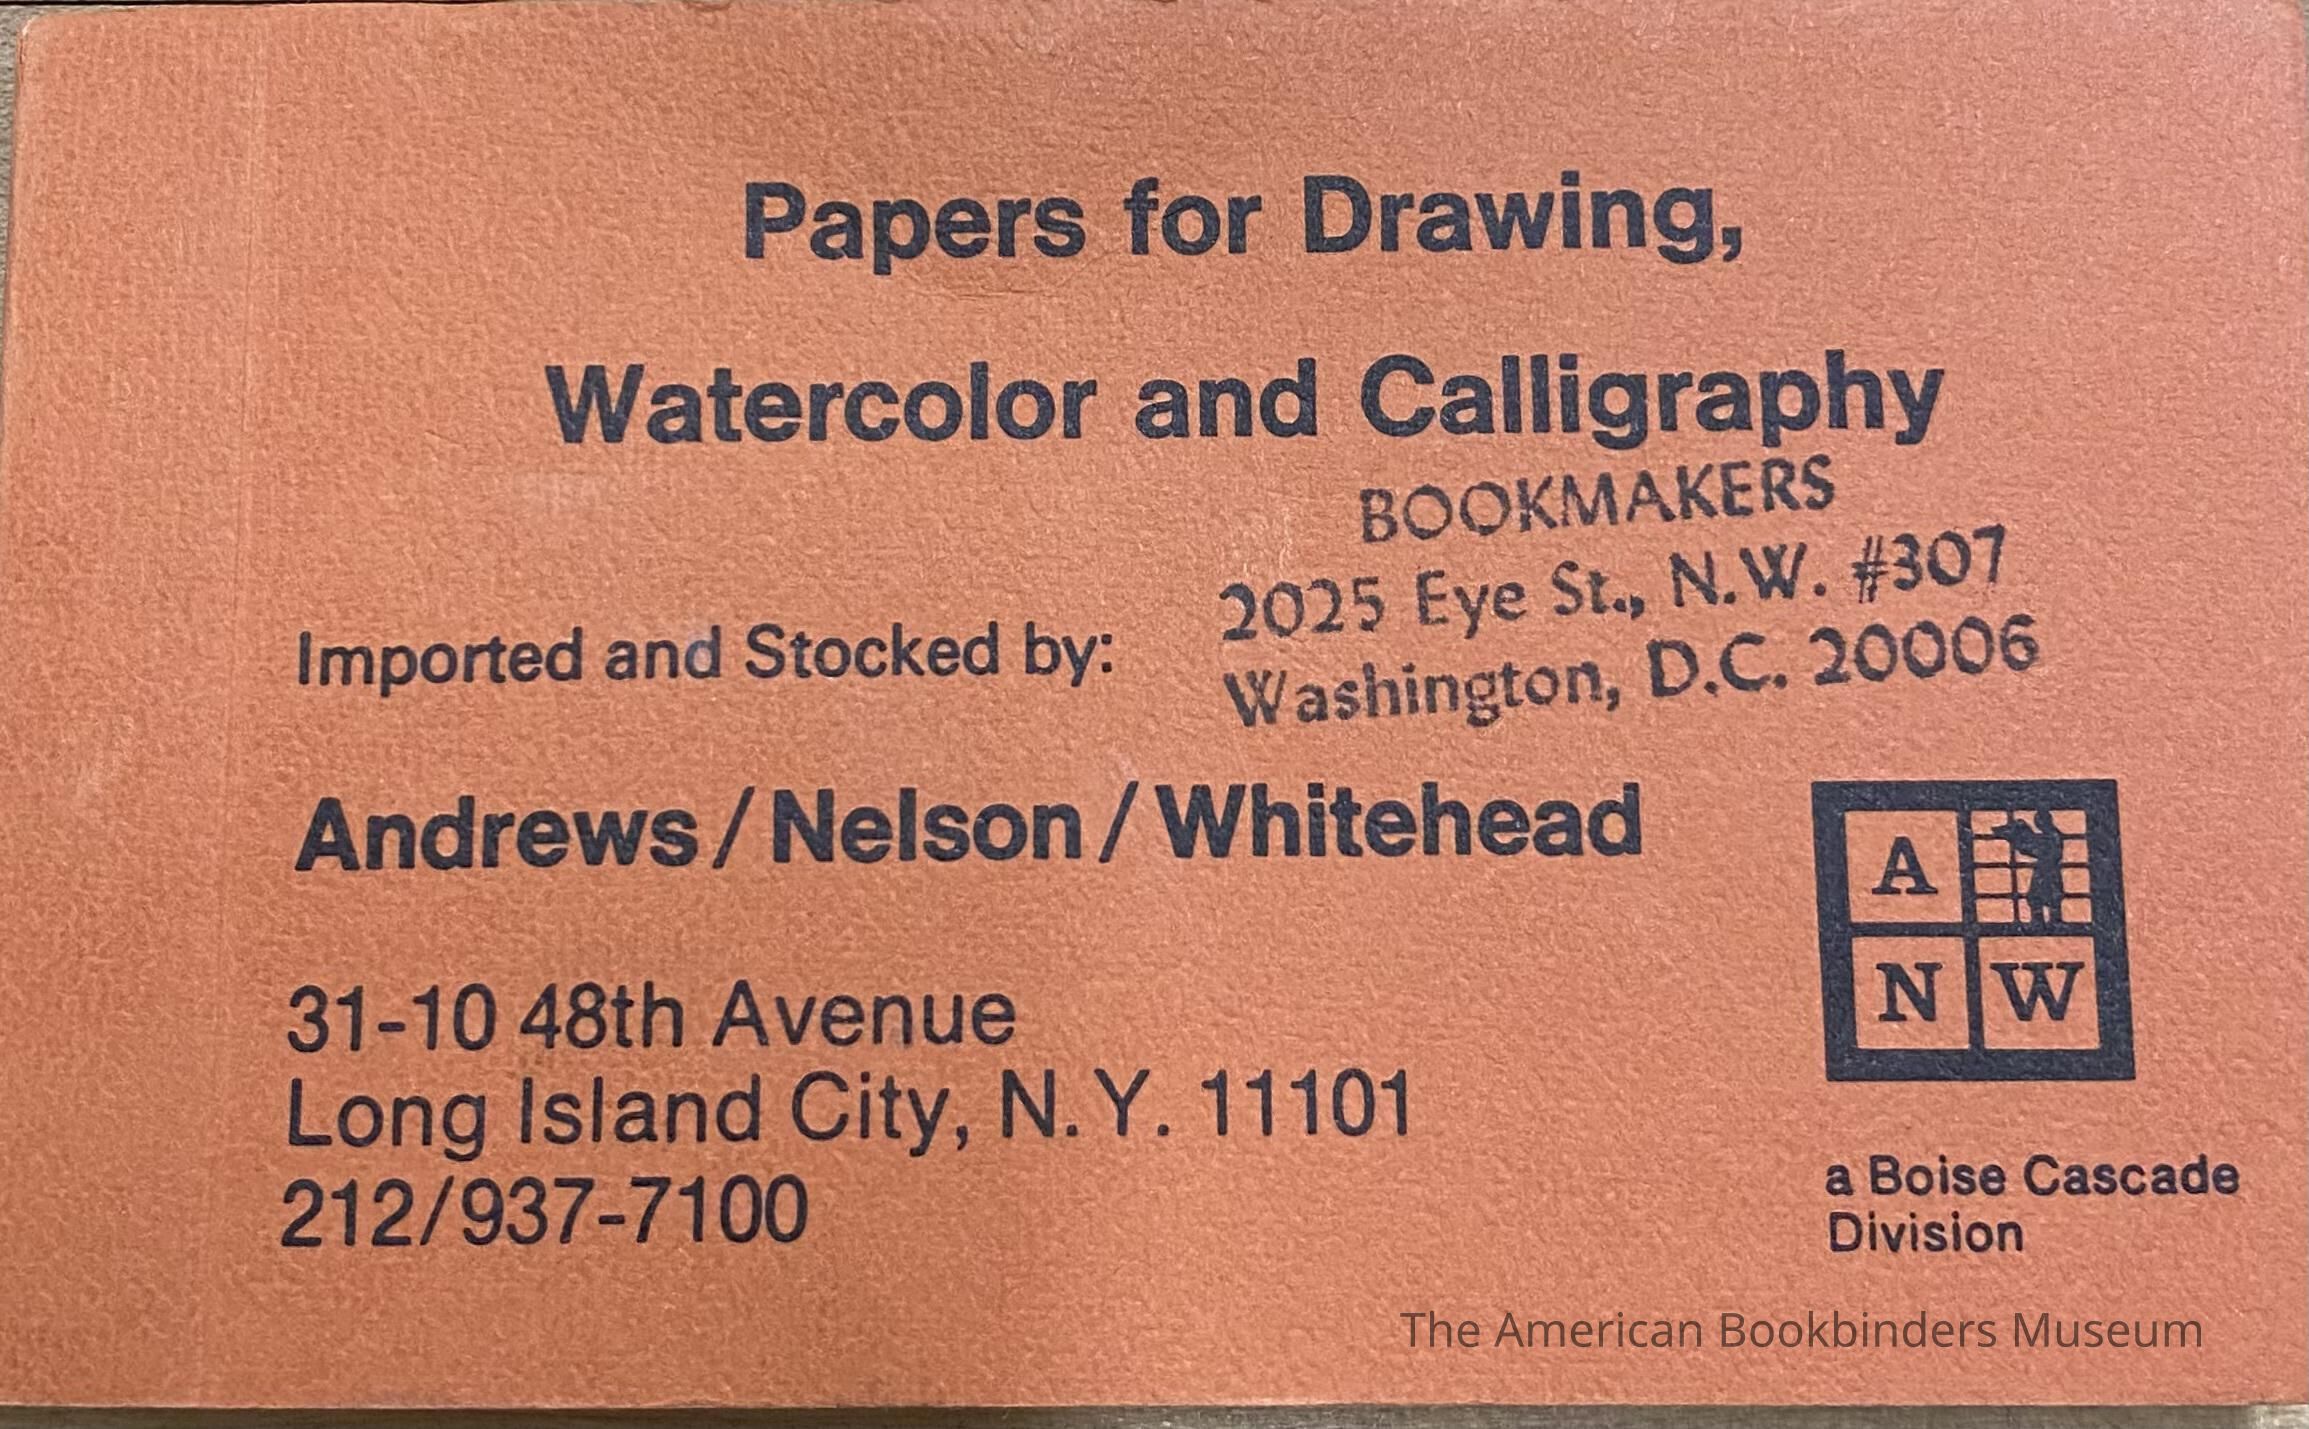 Papers for Drawing,
Watercolor and Calligraphy
BOOKMAKERS
2025 Eye St., N.W. #307
Washington, D.C. 20006
Imported and Stocked by:
Andrews/Nelson/Whitehead
A
N W
31-10 48th Avenue
Long Island City, N.Y. 11101
212/937-7100
a Boise Cascade
Division
The American Bookbinders Museum